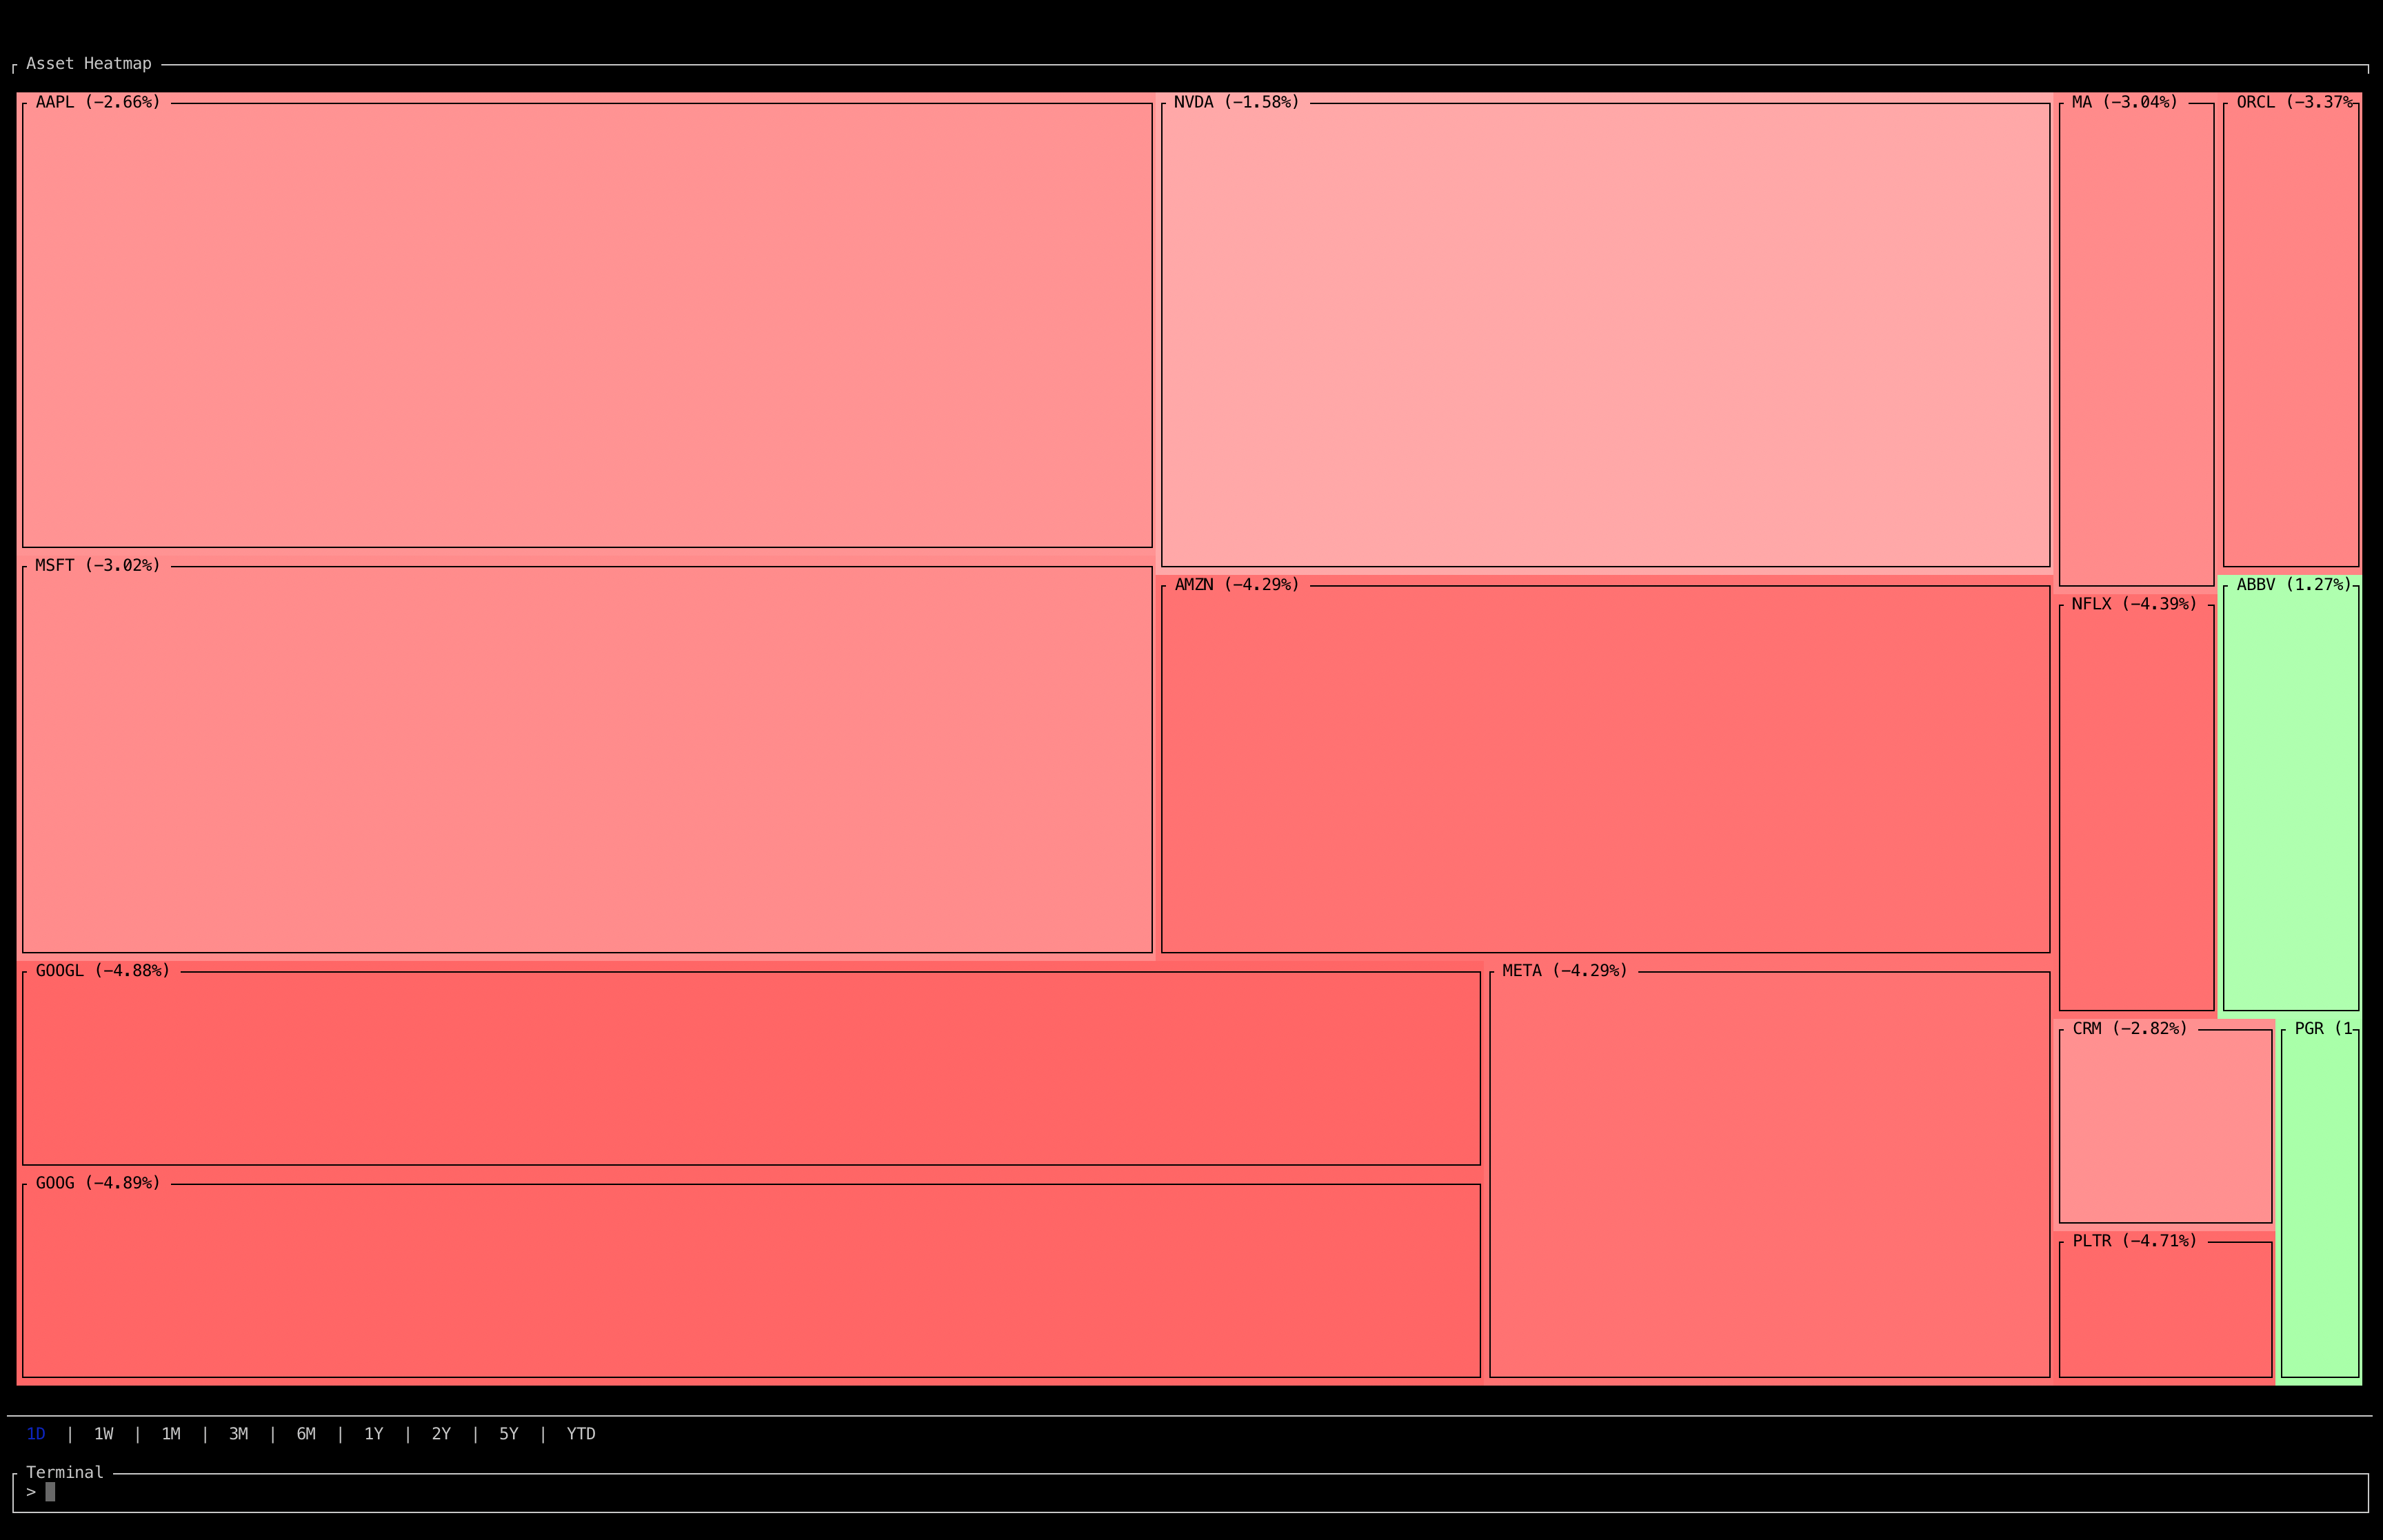 Asset Heatmap
AAPL (-2.66%)
NVDA (-1.58%)
MA (-3.04%)
ORCL (-3.37%
MSFT (-3.02%)
AMZN (-4.29%)
ABBV (1.27%)
NFLX (-4.39%)
GOOGL (-4.88%)
META (-4.29%)
CRM (-2.82%)
PGR (1
GOOG (-4.89%)
PLTR (-4.71%)
1D | 1W | 1M | 3M | 6M | 1Y | 2Y | 5Y | YTD
Terminal
>